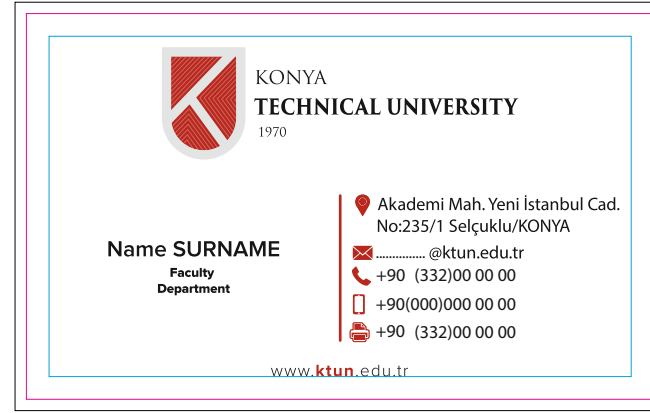 KONYA
TECHNICAL UNIVERSITY
1970
Name SURNAME
Faculty
Department
Akademi Mah. Yeni İstanbul Cad.
No:235/1 Selçuklu/KONYA
............... @ktun.edu.tr
+90 (332)00 00 00
+90(000)000 00 00
+90 (332)00 00 00
www.ktun.edu.tr